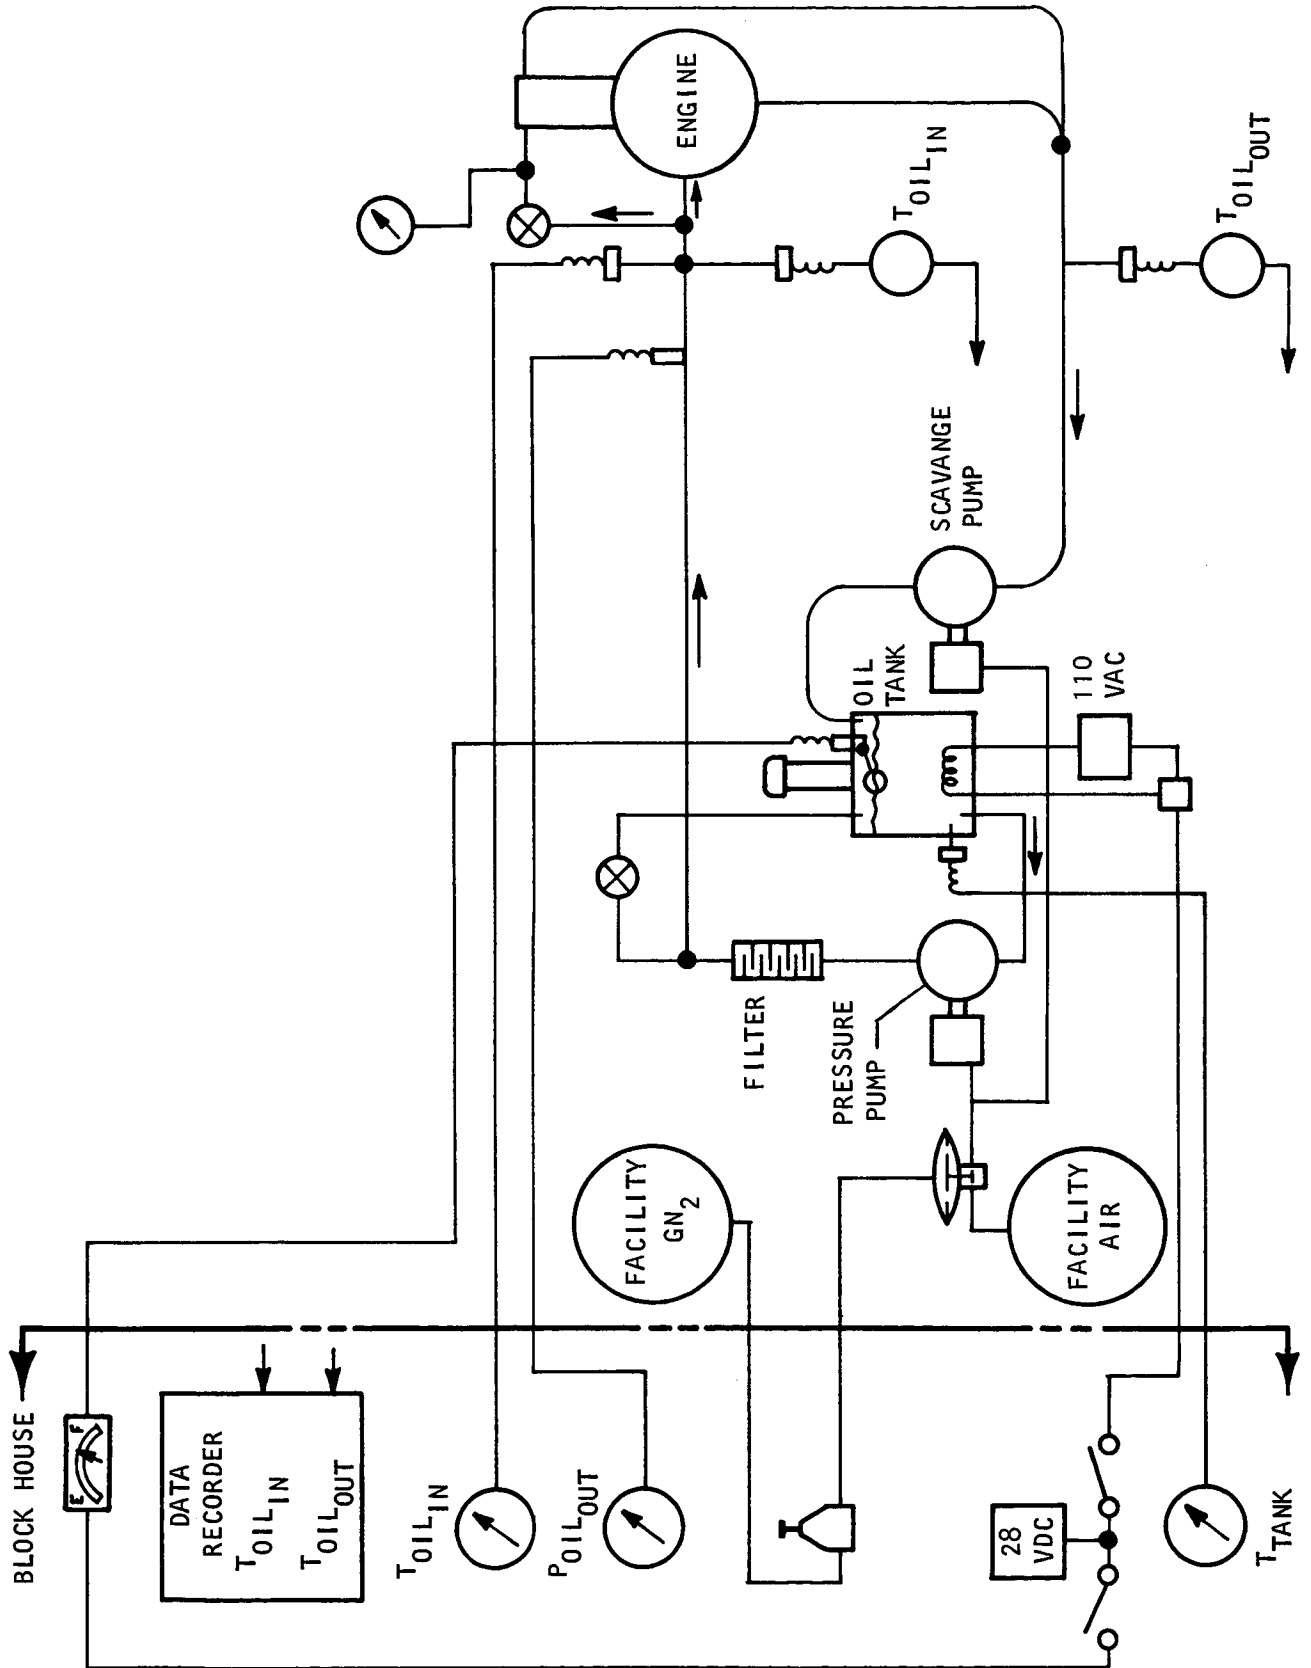 BLOCK HOUSE
E F
DATA
RECORDER
T OIL IN
T OIL OUT
T OIL IN
P OIL OUT
28
VDC
T TANK
FACILITY
GN2
FACILITY
AIR
FILTER
PRESSURE
PUMP
OIL
TANK
110
VAC
SCAVANGE
PUMP
ENGINE
T OIL IN
T OIL OUT